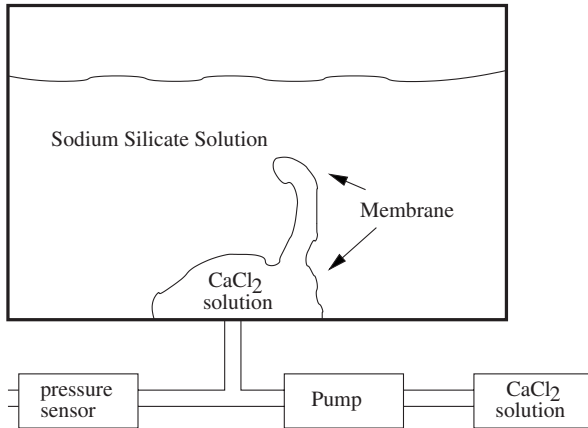 Sodium Silicate Solution
Membrane
CaCl2
solution
pressure
sensor
Pump
CaCl2
solution